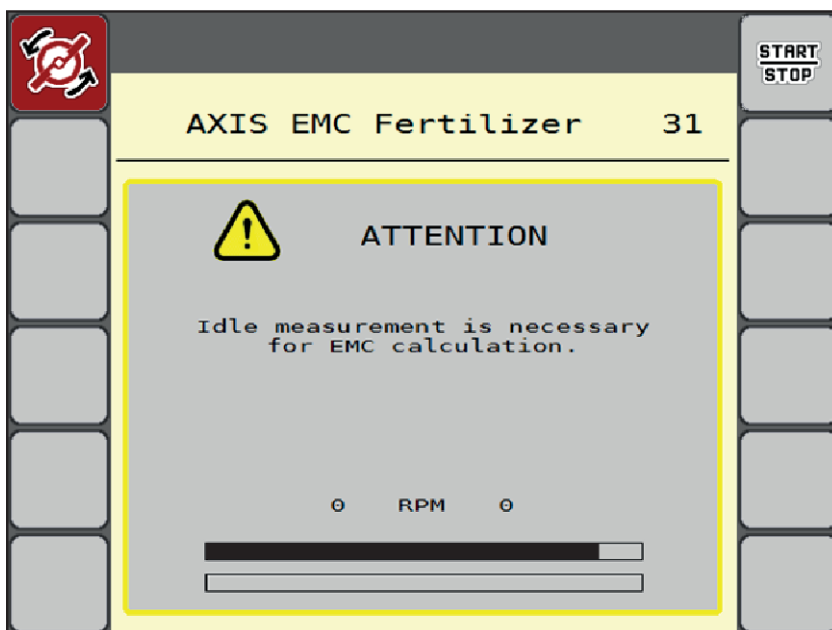 START
STOP
AXIS EMC Fertilizer 31
ATTENTION
Idle measurement is necessary
for EMC calculation.
0 RPM 0